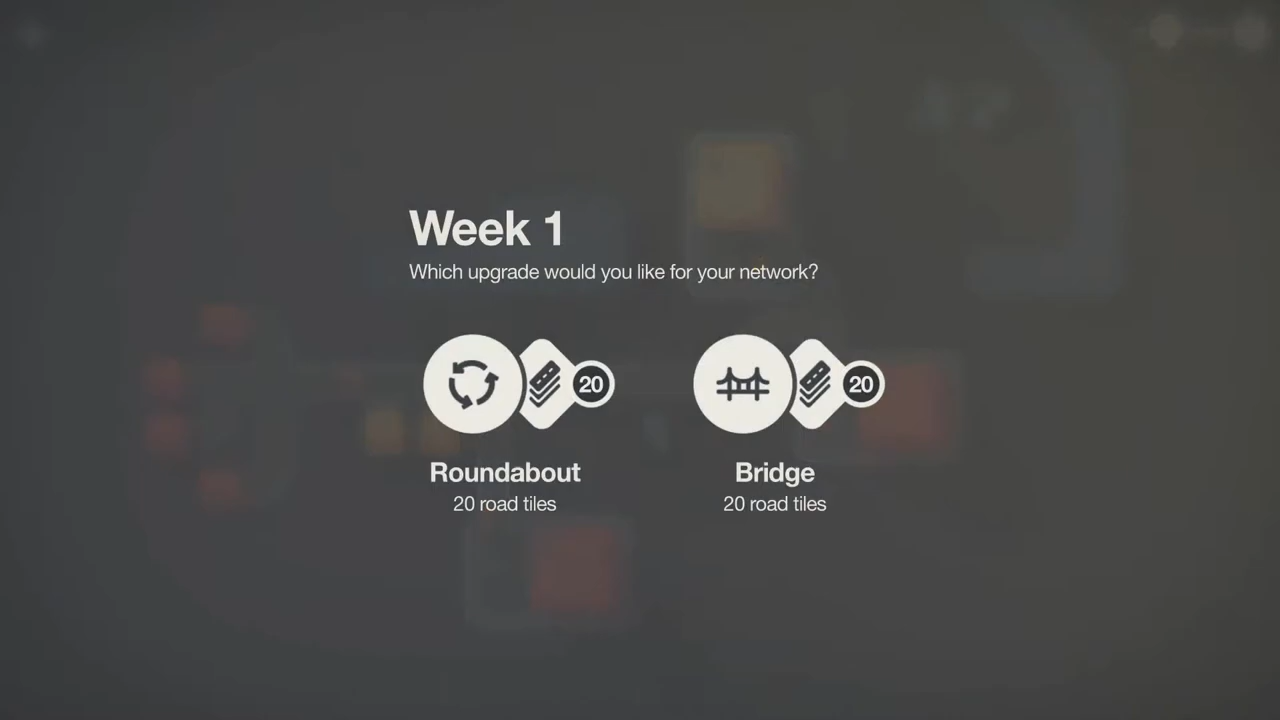 Week 1
Which upgrade would you like for your network?
20
20
Roundabout
Bridge
20 road tiles
20 road tiles